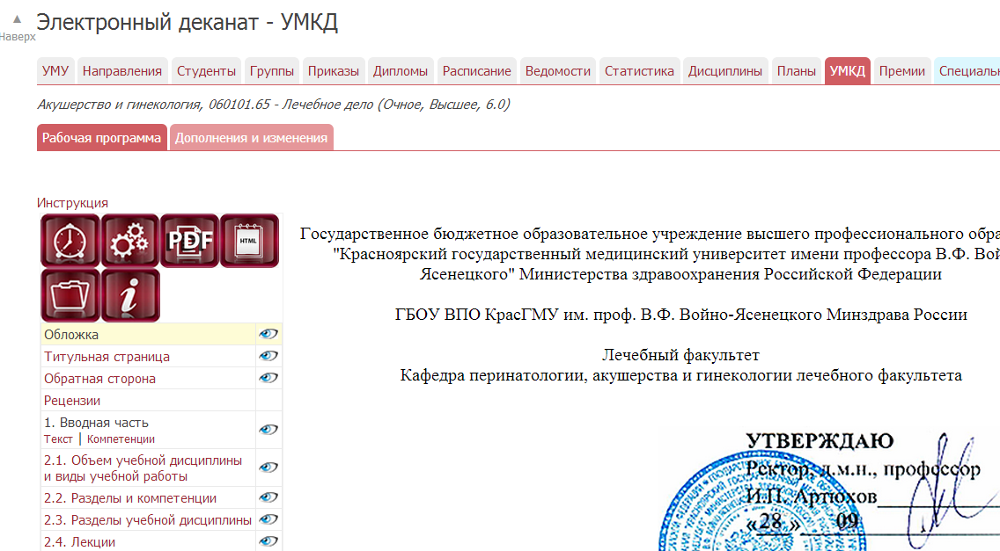 Наверх
Электронный деканат - УМКД
УМУ Направления Студенты Группы Приказы Дипломы Расписание Ведомости Статистика Дисциплины Планы УМКД Премии Специаль
Акушерство и гинекология, 060101.65 - Лечебное дело (Очное, Высшее, 6.0)
Рабочая программа Дополнения и изменения
Инструкция
PDF HTML
Обложка
Титульная страница
Обратная сторона
Рецензии
1. Вводная часть
Текст | Компетенции
2.1. Объем учебной дисциплины
и виды учебной работы
2.2. Разделы и компетенции
2.3. Разделы учебной дисциплины
2.4. Лекции
Государственное бюджетное образовательное учреждение высшего профессионального обра
"Красноярский государственный медицинский университет имени профессора В.Ф. Вой
Ясенецкого" Министерства здравоохранения Российской Федерации
ГБОУ ВПО КрасГМУ им. проф. В.Ф. Войно-Ясенецкого Минздрава России
Лечебный факультет
Кафедра перинатологии, акушерства и гинекологии лечебного факультета
УТВЕРЖДАЮ
Ректор, д.м.н., профессор
И.П. Артюхов
«28 » 09